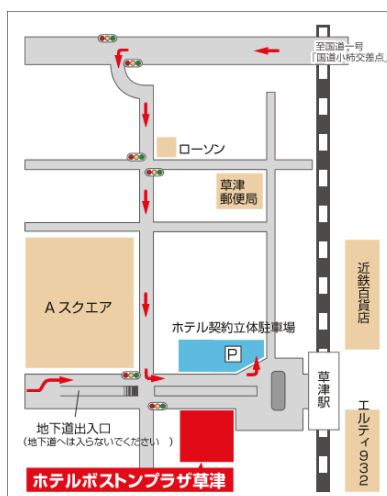 至国道一号
「国道小柿交差点」
ローソン
草津
郵便局
近鉄百貨店
Aスクエア
ホテル契約立体駐車場
P
草津駅
地下道出入口
(地下道へは入らないでください　)
エルティ932
ホテルボストンプラザ草津